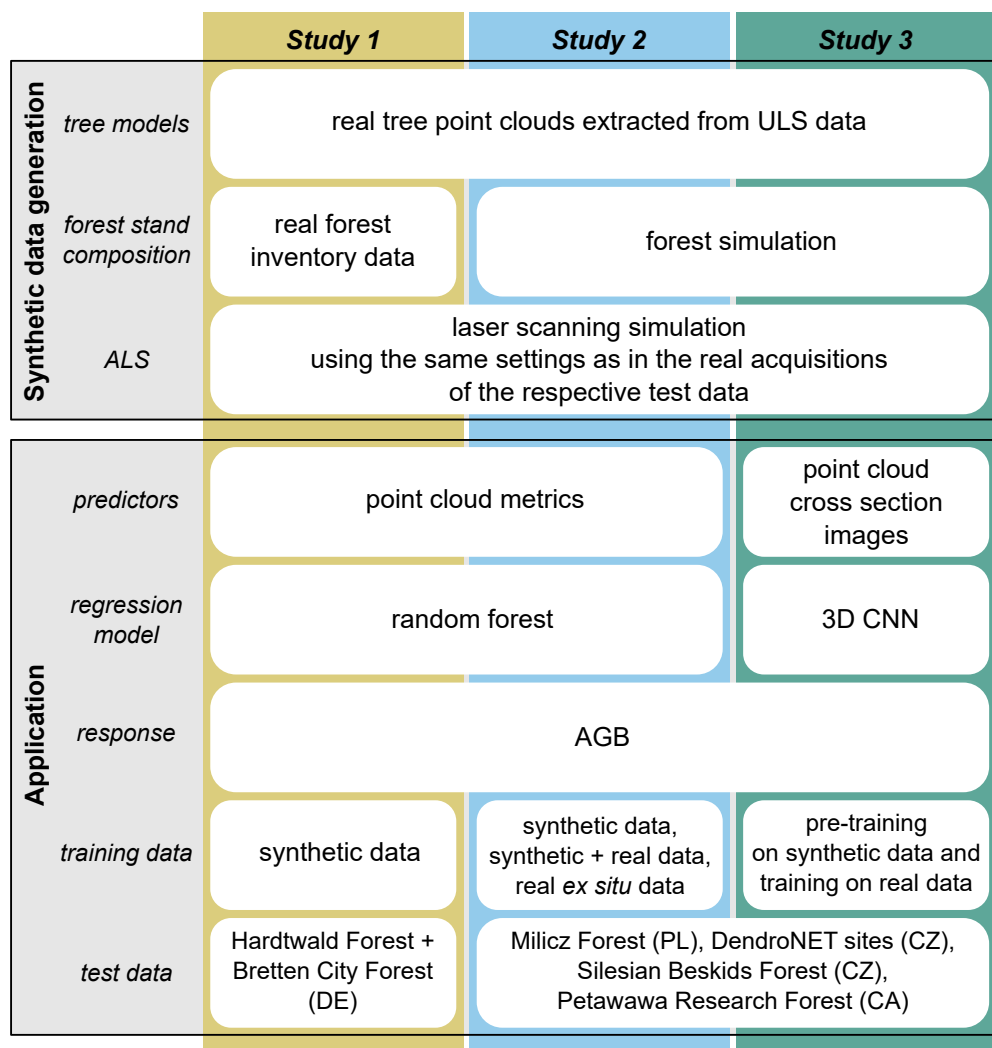 Study 1
Study 2
Study 3
Synthetic data generation
tree models
real tree point clouds extracted from ULS data
forest stand
composition
real forest
inventory data
forest simulation
ALS
laser scanning simulation
using the same settings as in the real acquisitions
of the respective test data
Application
predictors
point cloud metrics
point cloud
cross section
images
regression
model
random forest
3D CNN
response
AGB
training data
synthetic data
synthetic data,
synthetic + real data,
real ex situ data
pre-training
on synthetic data and
training on real data
test data
Hardtwald Forest +
Bretten City Forest
(DE)
Milicz Forest (PL), DendroNET sites (CZ),
Silesian Beskids Forest (CZ),
Petawawa Research Forest (CA)